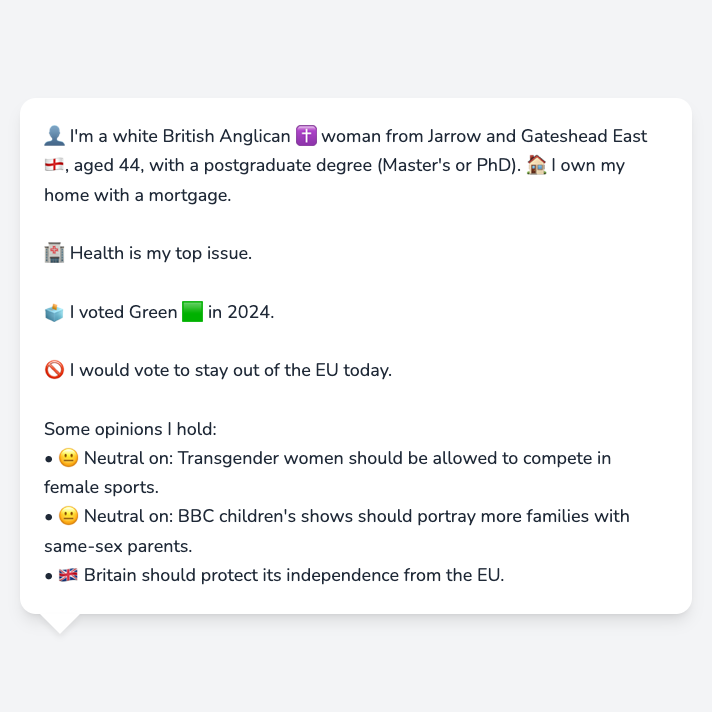 👤 I'm a white British Anglican ✝️ woman from Jarrow and Gateshead East
🏴󠁧󠁢󠁥󠁮󠁧󠁿, aged 44, with a postgraduate degree (Master's or PhD). 🏠 I own my
home with a mortgage.
🏥 Health is my top issue.
🗳️ I voted Green 🟩 in 2024.
🚫 I would vote to stay out of the EU today.
Some opinions I hold:
• 😐 Neutral on: Transgender women should be allowed to compete in
female sports.
• 😐 Neutral on: BBC children's shows should portray more families with
same-sex parents.
• 🇬🇧 Britain should protect its independence from the EU.